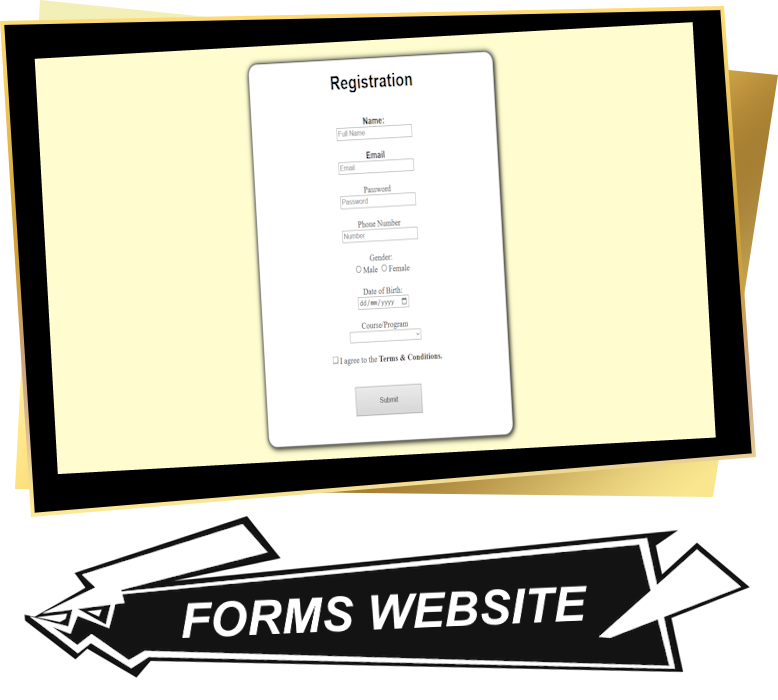 Registration
Name:
Full Name
Email
Email
Password
Password
Phone Number
Number
Gender:
Male Female
Date of Birth:
dd/mm/yyyy
Course/Program
I agree to the Terms & Conditions.
Submit
FORMS WEBSITE